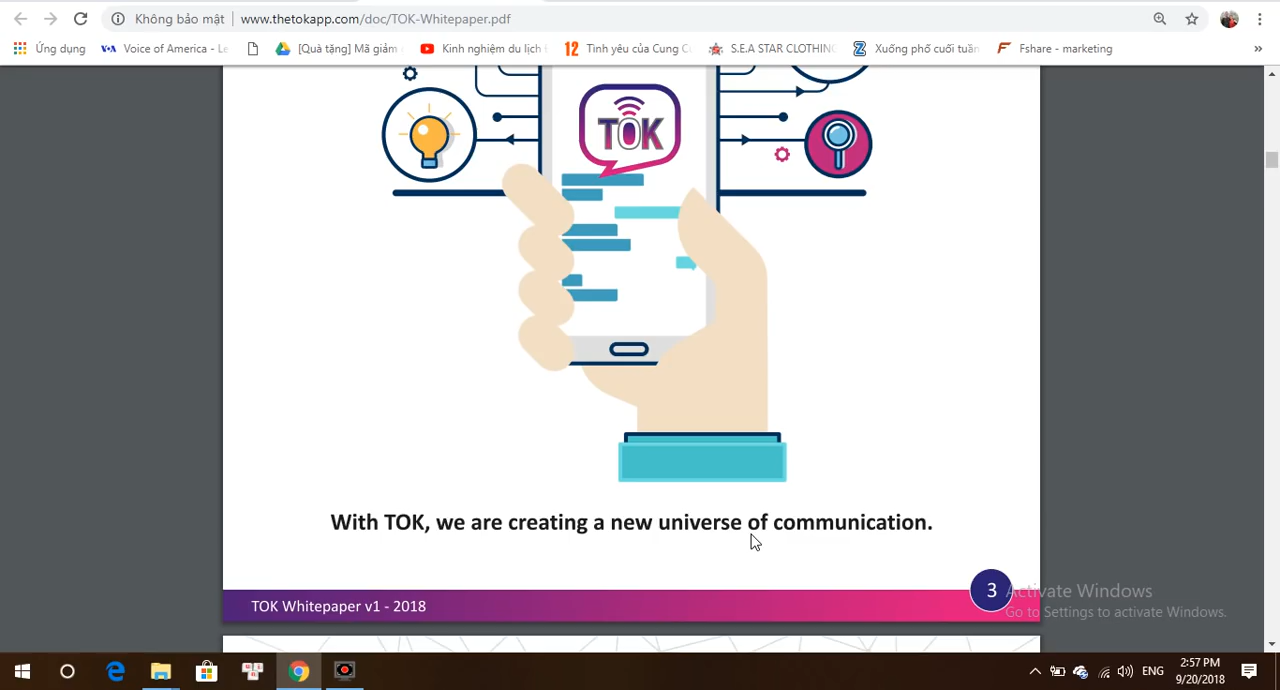 Không bảo mật
www.thetokapp.com/doc/TOK-Whitepaper.pdf
Ứng dụng
Voice of America - Le
[Quà tặng] Mã giảm
Kinh nghiệm du lịch
12 Tình yêu của Cung Co
S.E.A STAR CLOTHING
Z Xuống phố cuối tuần
F Fshare - marketing
»
TOK
With TOK, we are creating a new universe of communication.
3
TOK Whitepaper v1 - 2018
Activate Windows
Go to Settings to activate Windows.
ENG
2:57 PM
9/20/2018